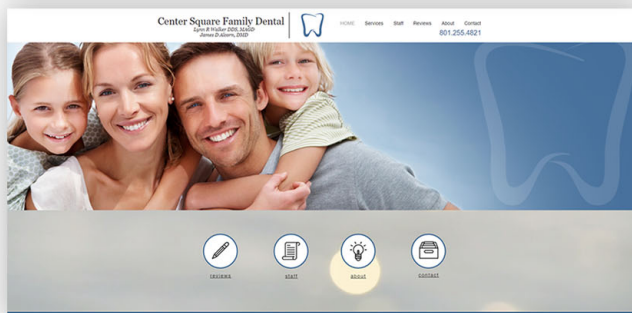 Center Square Family Dental
Lynn R Walker DDS, MAGD
James D Alcorn, DMD
HOME Services Staff Reviews About Contact
801.255.4821
reviews staff about contact